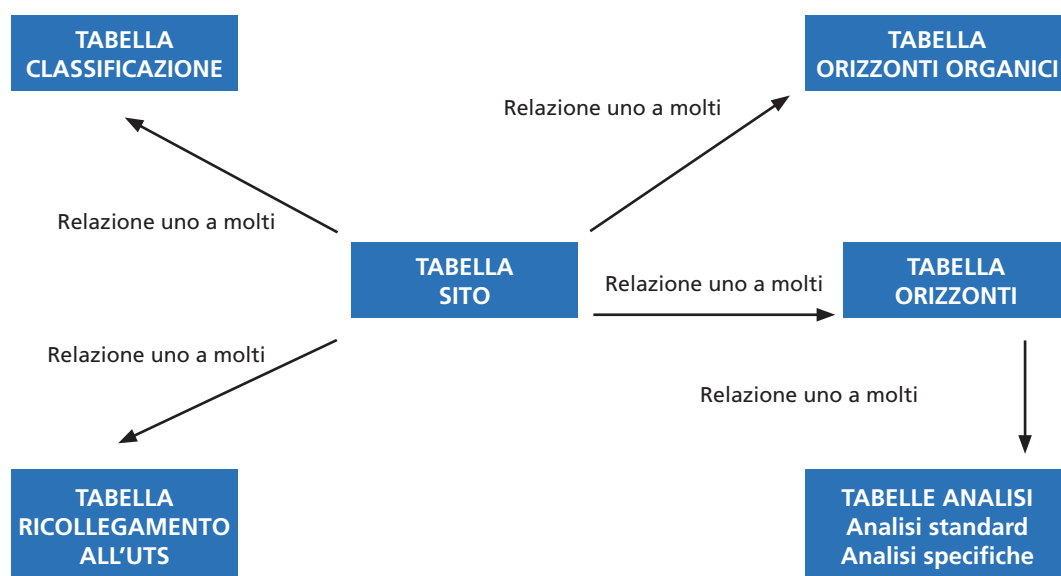 TABELLA
CLASSIFICAZIONE
TABELLA
ORIZZONTI ORGANICI
Relazione uno a molti
Relazione uno a molti
TABELLA
SITO
Relazione uno a molti
TABELLA
ORIZZONTI
Relazione uno a molti
Relazione uno a molti
TABELLA
RICOLLEGAMENTO
ALL'UTS
TABELLE ANALISI
Analisi standard
Analisi specifiche